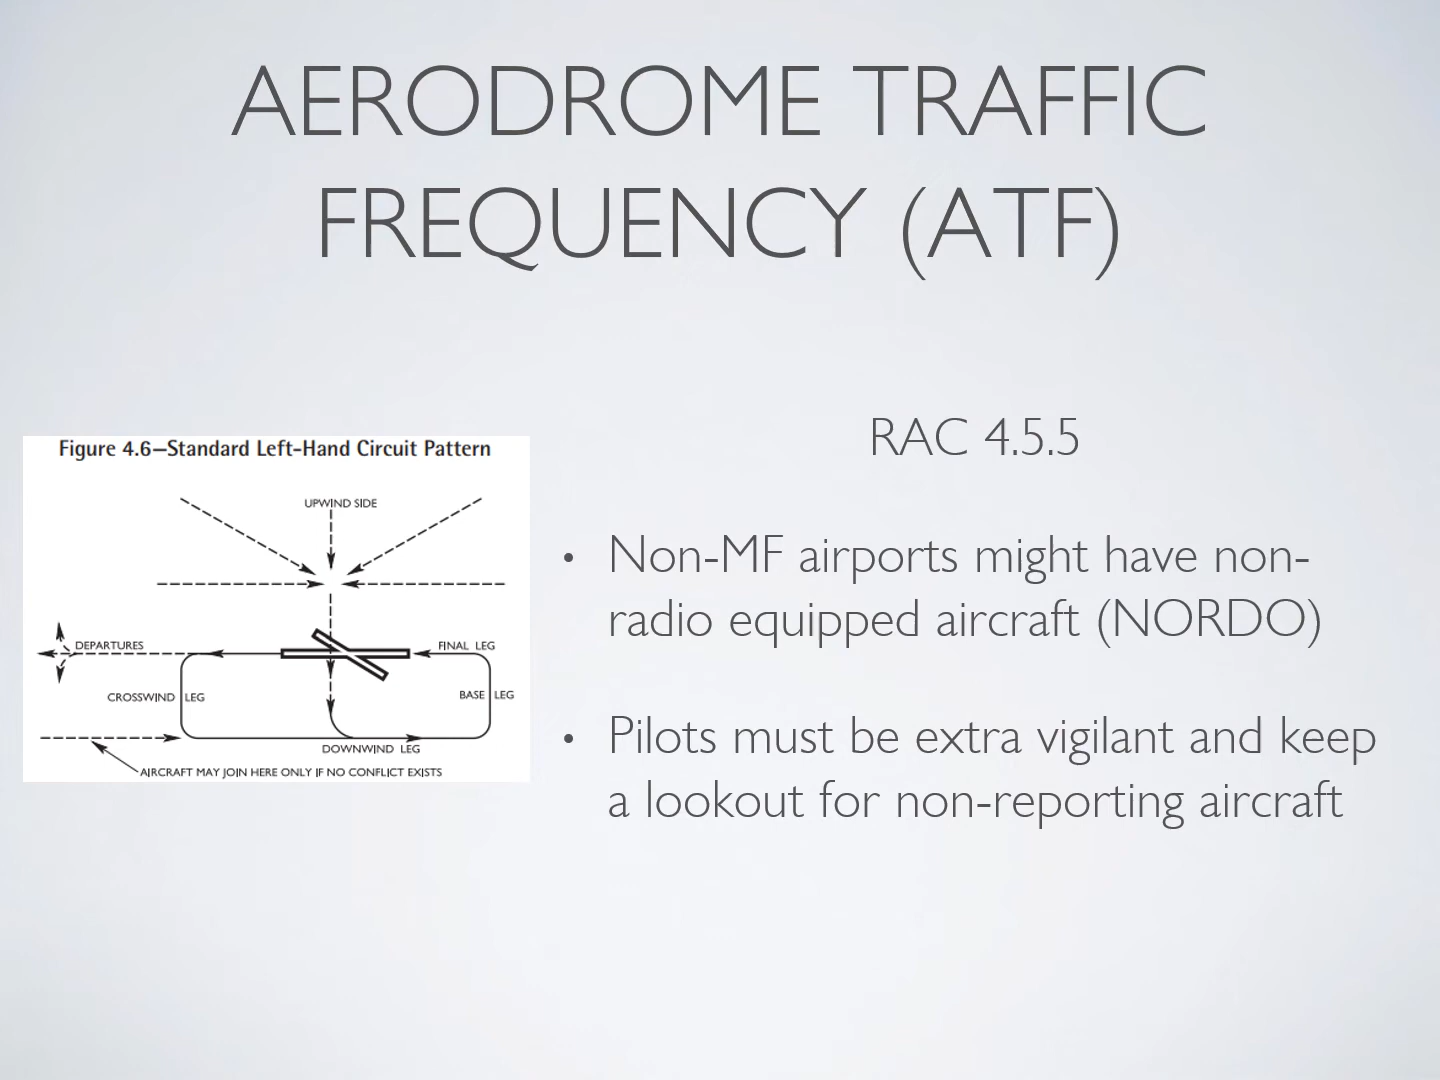 AERODROME TRAFFIC
FREQUENCY (ATF)
Figure 4.6—Standard Left-Hand Circuit Pattern
UPWIND SIDE
DEPARTURES
FINAL LEG
CROSSWIND LEG
BASE LEG
DOWNWIND LEG
AIRCRAFT MAY JOIN HERE ONLY IF NO CONFLICT EXISTS
RAC 4.5.5
• Non-MF airports might have non-
radio equipped aircraft (NORDO)
• Pilots must be extra vigilant and keep
a lookout for non-reporting aircraft